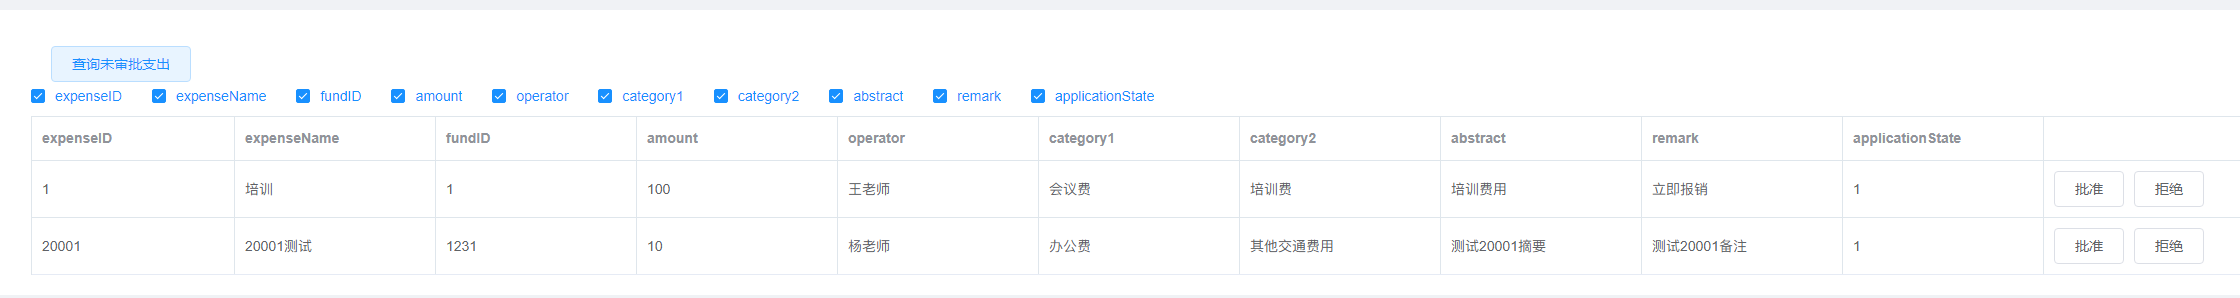 查询未审批支出
expenseID expenseName fundID amount operator category1 category2 abstract remark applicationState
expenseID expenseName fundID amount operator category1 category2 abstract remark applicationState
1 培训 1 100 王老师 会议费 培训费 培训费用 立即报销 1 批准 拒绝
20001 20001测试 1231 10 杨老师 办公费 其他交通费用 测试20001摘要 测试20001备注 1 批准 拒绝